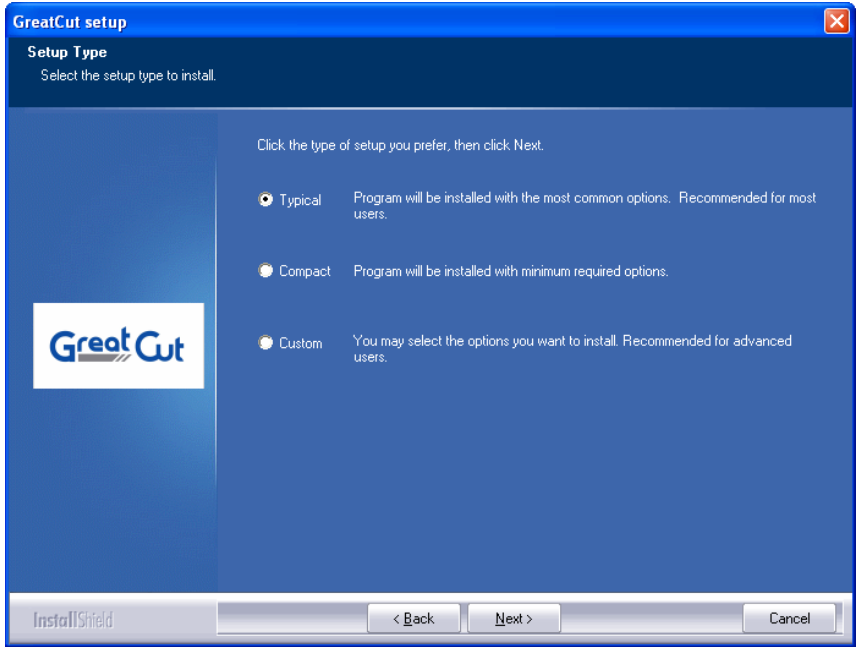 GreatCut setup
Setup Type
Select the setup type to install.
Click the type of setup you prefer, then click Next.
Typical
Program will be installed with the most common options.  Recommended for most
users.
Compact
Program will be installed with minimum required options.
Custom
You may select the options you want to install. Recommended for advanced
users.
Great Cut
InstallShield
< Back
Next >
Cancel